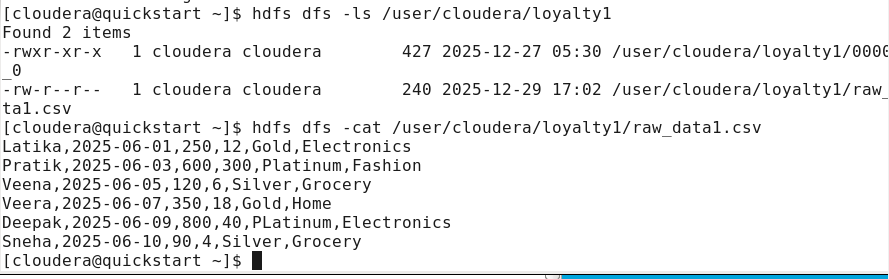 [cloudera@quickstart ~]$ hdfs dfs -ls /user/cloudera/loyalty1
Found 2 items
-rwxr-xr-x   1 cloudera cloudera        427 2025-12-27 05:30 /user/cloudera/loyalty1/0000
_0
-rw-r--r--   1 cloudera cloudera        240 2025-12-29 17:02 /user/cloudera/loyalty1/raw_
ta1.csv
[cloudera@quickstart ~]$ hdfs dfs -cat /user/cloudera/loyalty1/raw_data1.csv
Latika,2025-06-01,250,12,Gold,Electronics
Pratik,2025-06-03,600,300,Platinum,Fashion
Veena,2025-06-05,120,6,Silver,Grocery
Veera,2025-06-07,350,18,Gold,Home
Deepak,2025-06-09,800,40,PLatinum,Electronics
Sneha,2025-06-10,90,4,Silver,Grocery
[cloudera@quickstart ~]$